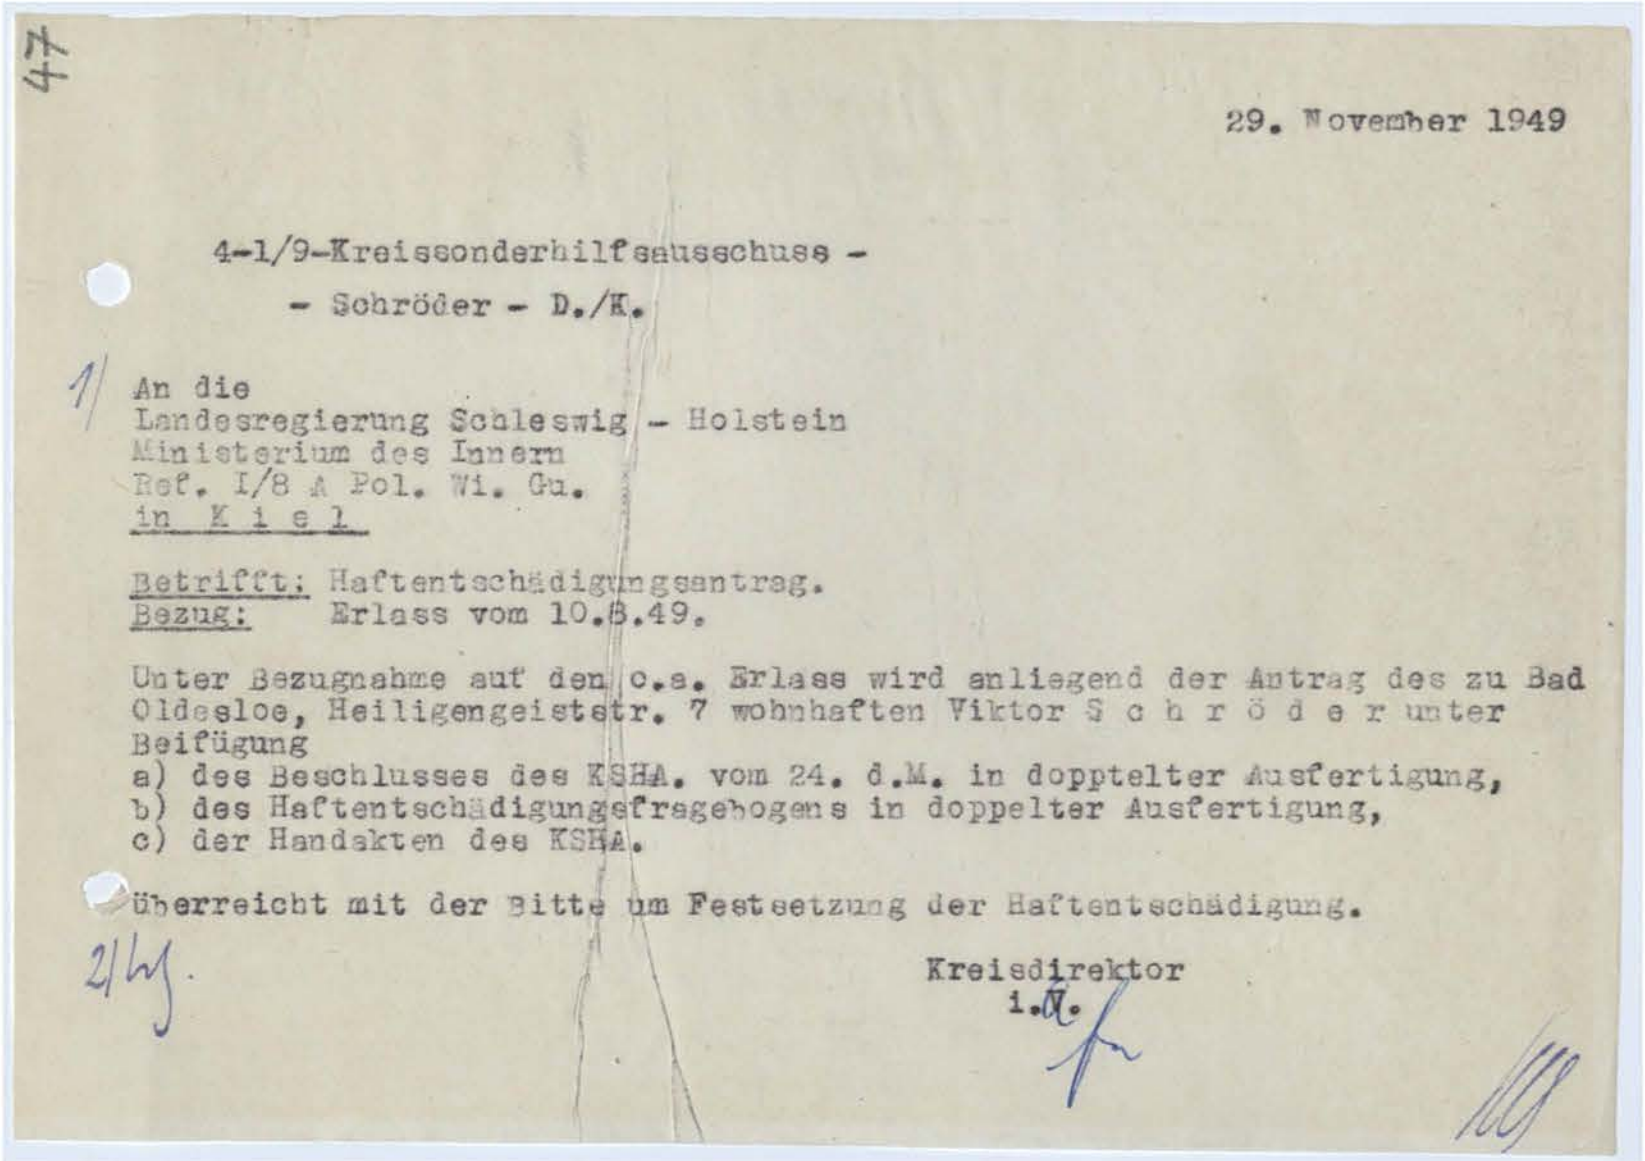 47
29. November 1949
4-1/9-Kreissonderhilfsausschuss -
- Schröder - D./K.
1/ An die
Landesregierung Schleswig - Holstein
Ministerium des Innern
Ref. I/8 A Pol. Wi. Gu.
in K i e l
Betrifft: Haftentschädigungsantrag.
Bezug: Erlass vom 10.8.49.
Unter Bezugnahme auf den o.a. Erlass wird anliegend der Antrag des zu Bad
Oldesloe, Heiligengeiststr. 7 wohnhaften Viktor S c h r ö d e r unter
Beifügung
a) des Beschlusses des KSHA. vom 24. d.M. in dopptelter Ausfertigung,
b) des Haftentschädigungsfragebogens in doppelter Ausfertigung,
c) der Handakten des KSHA.
überreicht mit der Bitte um Festsetzung der Haftentschädigung.
2/
Kreisdirektor
i.V.